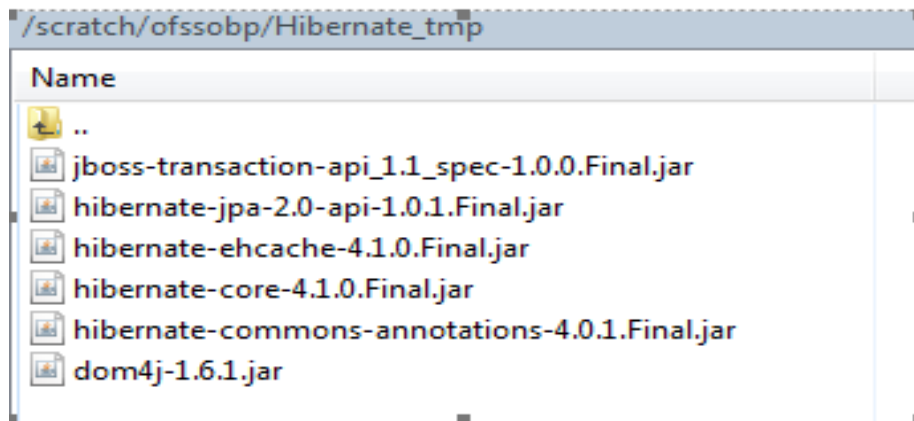 /scratch/ofssobp/Hibernate_tmp
Name
..
jboss-transaction-api_1.1_spec-1.0.0.Final.jar
hibernate-jpa-2.0-api-1.0.1.Final.jar
hibernate-ehcache-4.1.0.Final.jar
hibernate-core-4.1.0.Final.jar
hibernate-commons-annotations-4.0.1.Final.jar
dom4j-1.6.1.jar